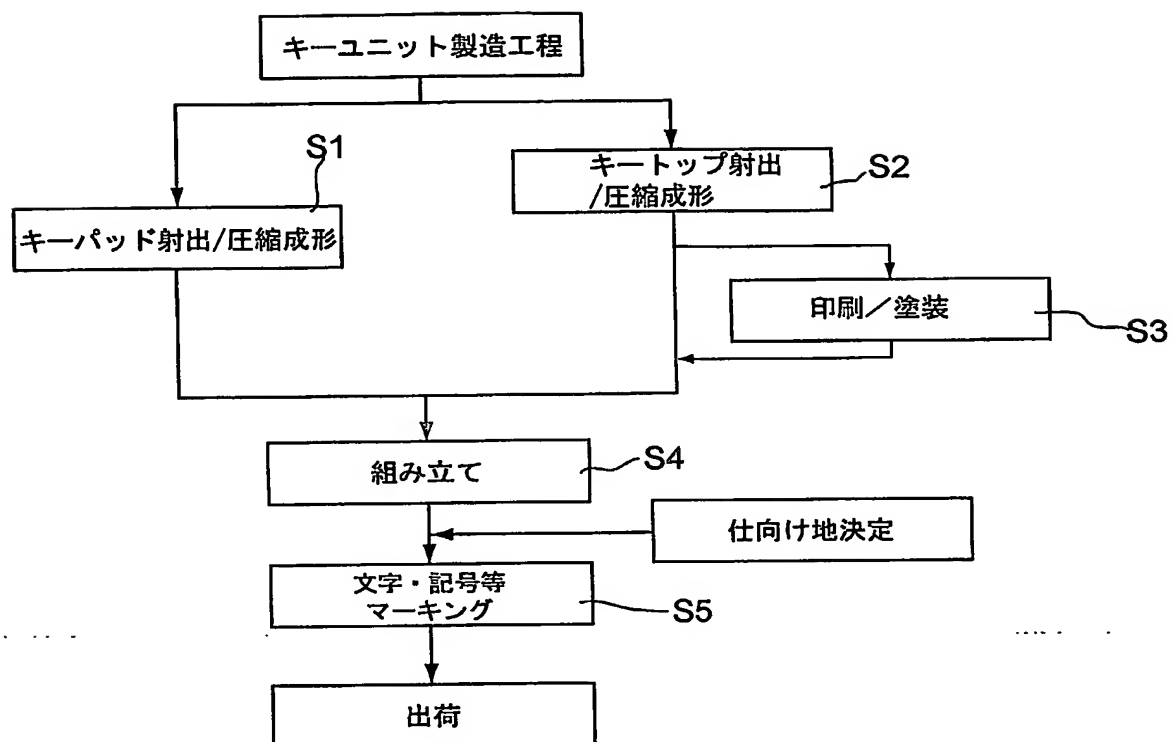 キーユニット製造工程
S1
キートップ射出
/圧縮成形
S2
キーパッド射出/圧縮成形
印刷／塗装
S3
組み立て
S4
仕向け地決定
文字・記号等
マーキング
S5
出荷